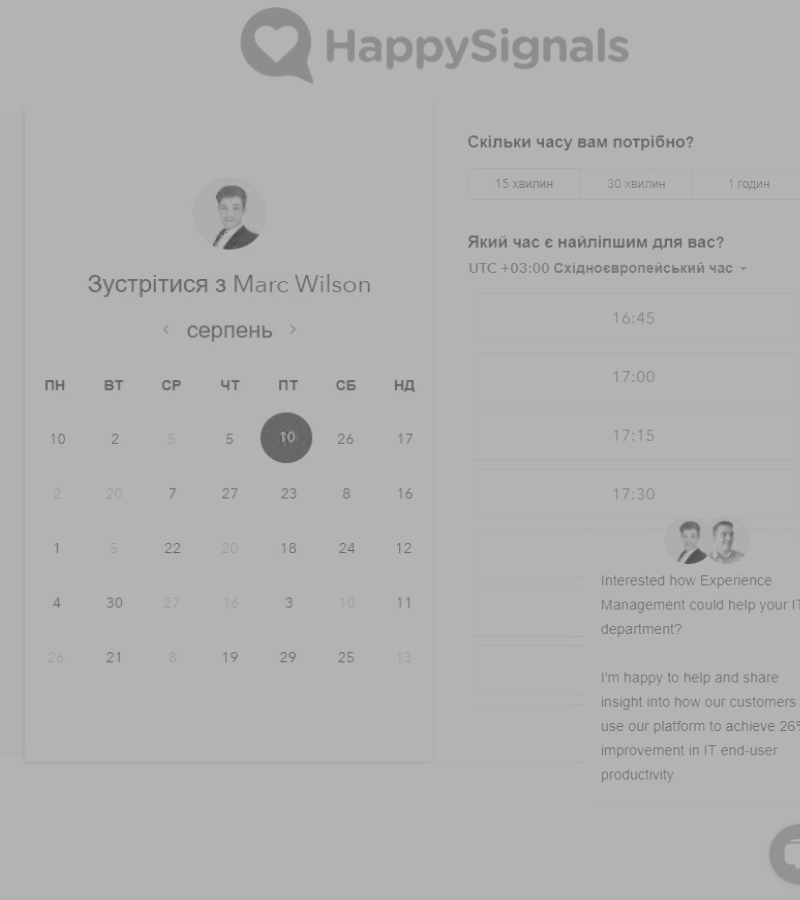 HappySignals
Зустрітися з Marc Wilson
серпень
ПН ВТ СР ЧТ ПТ СБ НД
10 2 5 5 10 26 17
2 20 7 27 23 8 16
1 5 22 20 18 24 12
4 30 27 16 3 10 11
26 21 8 19 29 25 13
Скільки часу вам потрібно?
15 хвилин 30 хвилин 1 годин
Який час є найліпшим для вас?
UTC +03:00 Східноєвропейський час
16:45
17:00
17:15
17:30
Interested how Experience
Management could help your IT
department?
I'm happy to help and share
insight into how our customers
use our platform to achieve 26%
improvement in IT end-user
productivity.